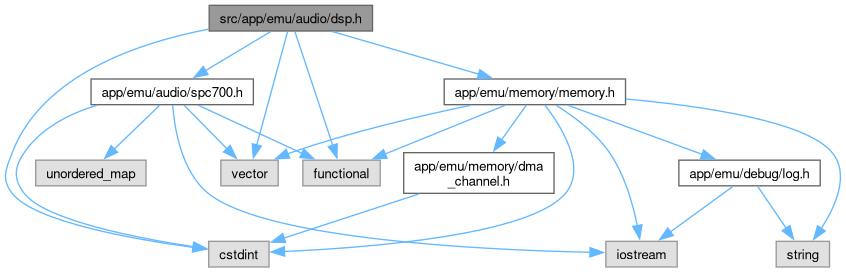 src/app/emu/audio/dsp.h
app/emu/audio/spc700.h
app/emu/memory/memory.h
unordered_map
vector
functional
app/emu/memory/dma
_channel.h
app/emu/debug/log.h
cstdint
iostream
string